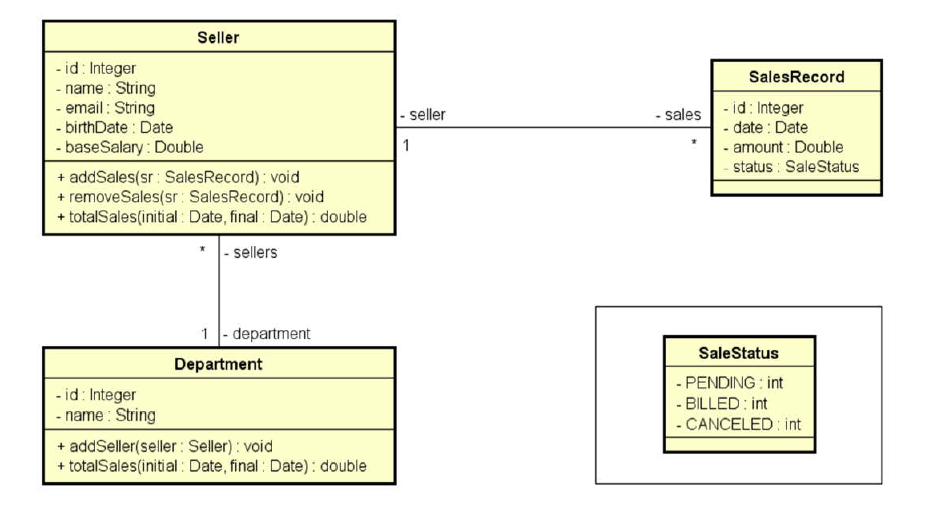 Seller
- id : Integer
- name : String
- email : String
- birthDate : Date
- baseSalary : Double
+ addSales(sr : SalesRecord) : void
+ removeSales(sr : SalesRecord) : void
+ totalSales(initial : Date, final : Date) : double
- seller
1
- sales
*
SalesRecord
- id : Integer
- date : Date
- amount : Double
- status : SaleStatus
* - sellers
1 - department
Department
- id : Integer
- name : String
+ addSeller(seller : Seller) : void
+ totalSales(initial : Date, final : Date) : double
SaleStatus
- PENDING : int
- BILLED : int
- CANCELED : int